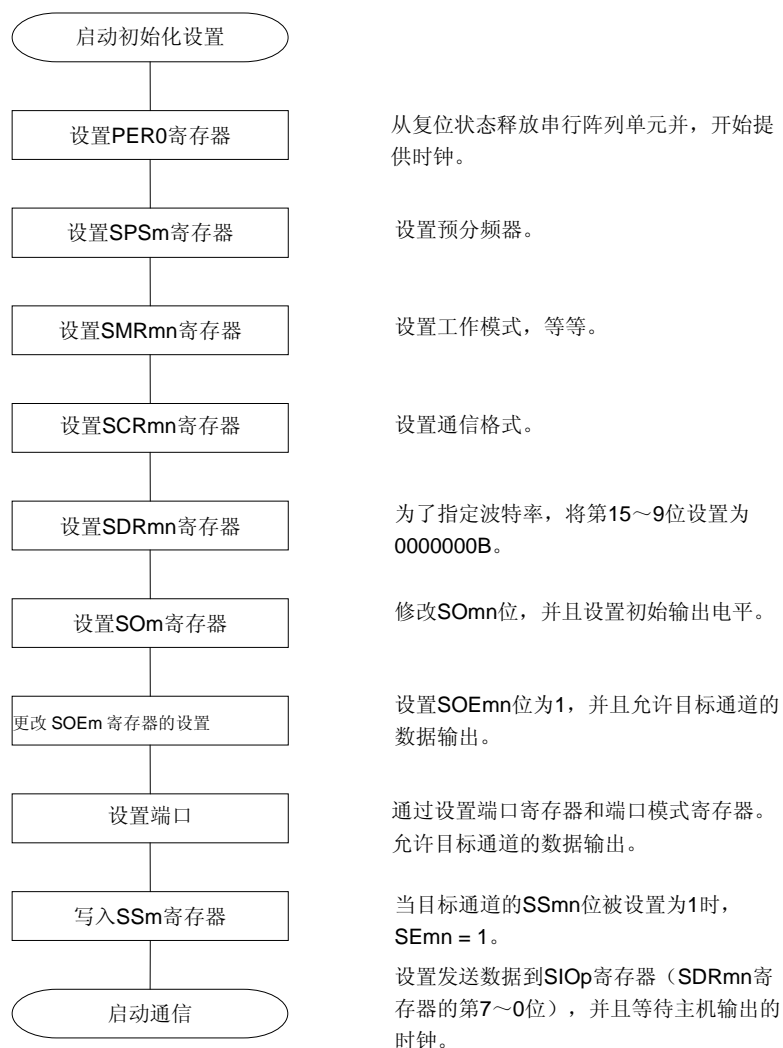 启动初始化设置
设置PER0寄存器
从复位状态释放串行阵列单元并，开始提
供时钟。
设置SPSm寄存器
设置预分频器。
设置SMRmn寄存器
设置工作模式，等等。
设置SCRmn寄存器
设置通信格式。
设置SDRmn寄存器
为了指定波特率，将第15～9位设置为
0000000B。
设置SOm寄存器
修改SOmn位，并且设置初始输出电平。
更改 SOEm 寄存器的设置
设置SOEmn位为1，并且允许目标通道的
数据输出。
设置端口
通过设置端口寄存器和端口模式寄存器。
允许目标通道的数据输出。
写入SSm寄存器
当目标通道的SSmn位被设置为1时，
SEmn = 1。
启动通信
设置发送数据到SIOp寄存器（SDRmn寄
存器的第7～0位），并且等待主机输出的
时钟。